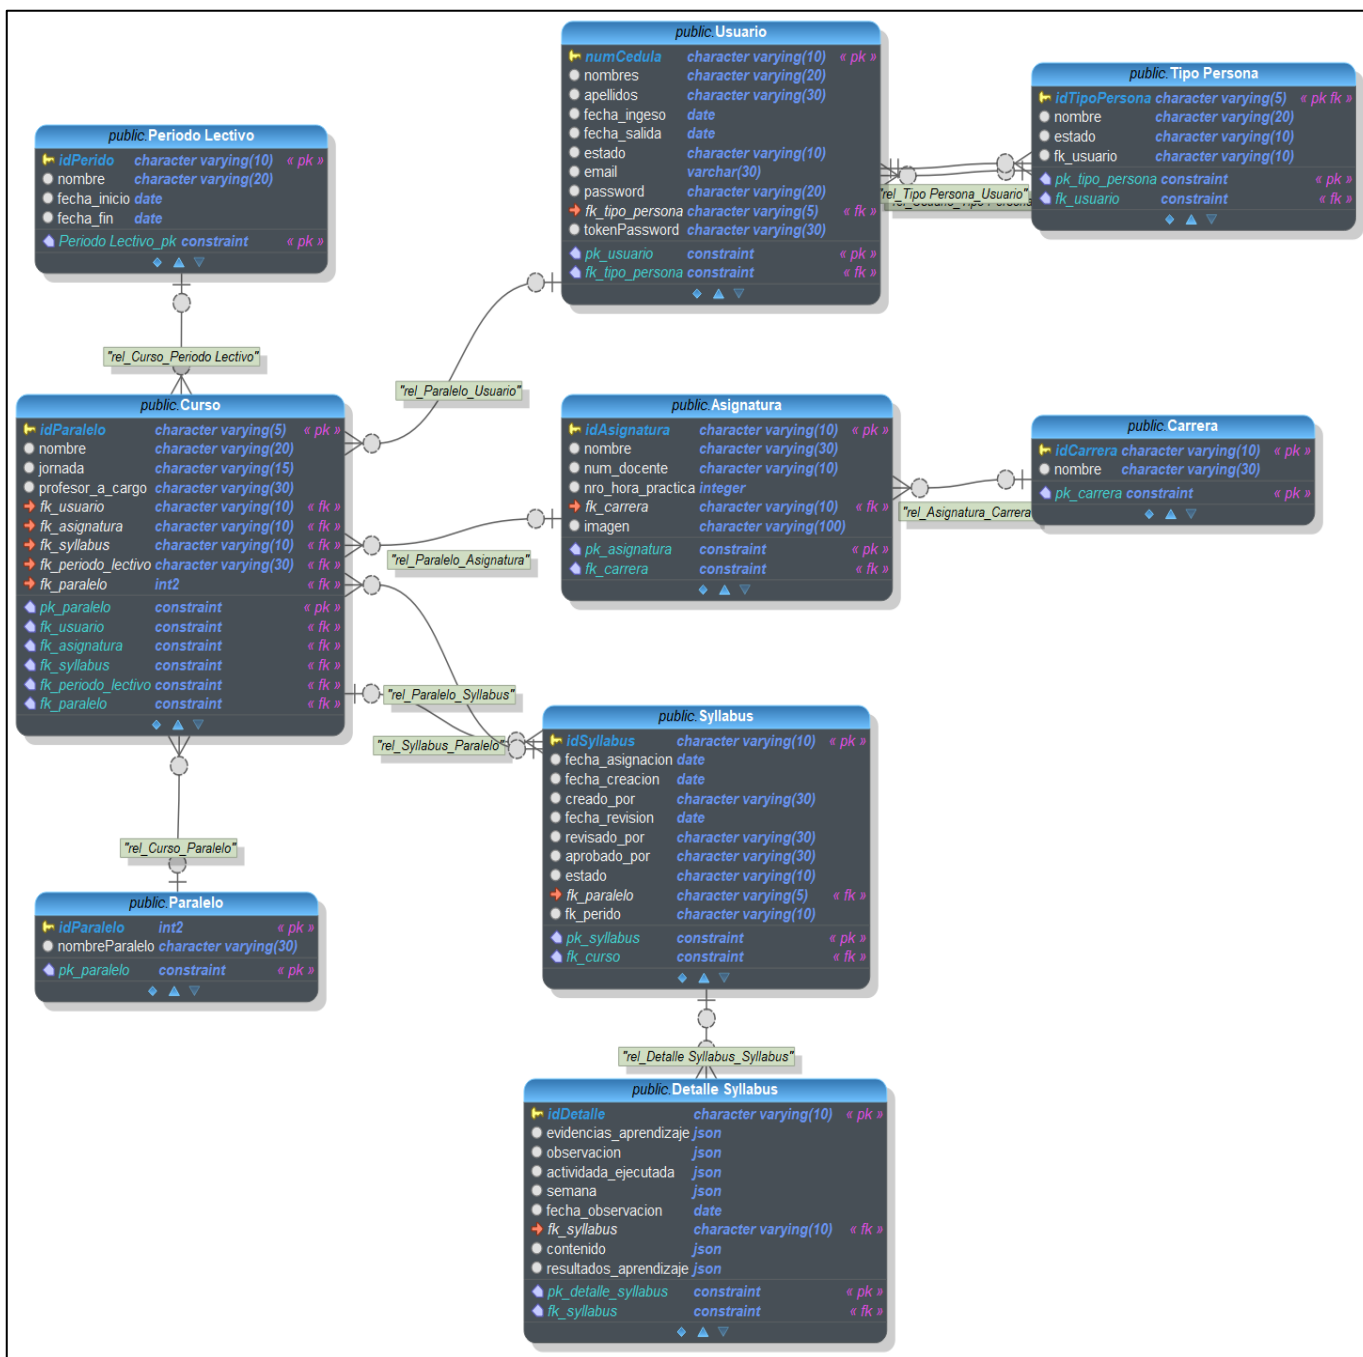 public.Usuario
numCedula character varying(10) « pk »
nombres character varying(20)
apellidos character varying(30)
fecha_ingeso date
fecha_salida date
estado character varying(10)
email varchar(30)
password character varying(20)
fk_tipo_persona character varying(5) « fk »
tokenPassword character varying(30)
pk_usuario constraint « pk »
fk_tipo_persona constraint « fk »
public.Tipo Persona
idTipoPersona character varying(5) « pk fk »
nombre character varying(20)
estado character varying(10)
fk_usuario character varying(10)
pk_tipo_persona constraint « pk »
fk_usuario constraint « fk »
"rel_Tipo Persona_Usuario"
public.Periodo Lectivo
idPerido character varying(10) « pk »
nombre character varying(20)
fecha_inicio date
fecha_fin date
Periodo Lectivo_pk constraint « pk »
"rel_Curso_Periodo Lectivo"
"rel_Paralelo_Usuario"
public.Curso
idParalelo character varying(5) « pk »
nombre character varying(20)
jornada character varying(15)
profesor_a_cargo character varying(30)
fk_usuario character varying(10) « fk »
fk_asignatura character varying(10) « fk »
fk_syllabus character varying(10) « fk »
fk_periodo_lectivo character varying(30) « fk »
fk_paralelo int2 « fk »
pk_paralelo constraint « pk »
fk_usuario constraint « fk »
fk_asignatura constraint « fk »
fk_syllabus constraint « fk »
fk_periodo_lectivo constraint « fk »
fk_paralelo constraint « fk »
public.Asignatura
idAsignatura character varying(10) « pk »
nombre character varying(30)
num_docente character varying(10)
nro_hora_practica integer
fk_carrera character varying(10) « fk »
imagen character varying(100)
pk_asignatura constraint « pk »
fk_carrera constraint « fk »
public.Carrera
idCarrera character varying(10) « pk »
nombre character varying(30)
pk_carrera constraint « pk »
"rel_Asignatura_Carrera
"rel_Paralelo_Asignatura"
"rel_Paralelo_Syllabus"
"rel_Syllabus_Paralelo"
public.Syllabus
idSyllabus character varying(10) « pk »
fecha_asignacion date
fecha_creacion date
creado_por character varying(30)
fecha_revision date
revisado_por character varying(30)
aprobado_por character varying(30)
estado character varying(10)
fk_paralelo character varying(5) « fk »
fk_perido character varying(10)
pk_syllabus constraint « pk »
fk_curso constraint « fk »
"rel_Curso_Paralelo"
public.Paralelo
idParalelo int2 « pk »
nombreParalelo character varying(30)
pk_paralelo constraint « pk »
"rel_Detalle Syllabus_Syllabus"
public.Detalle Syllabus
idDetalle character varying(10) « pk »
evidencias_aprendizaje json
observacion json
actividada_ejecutada json
semana json
fecha_observacion date
fk_syllabus character varying(10) « fk »
contenido json
resultados_aprendizaje json
pk_detalle_syllabus constraint « pk »
fk_syllabus constraint « fk »